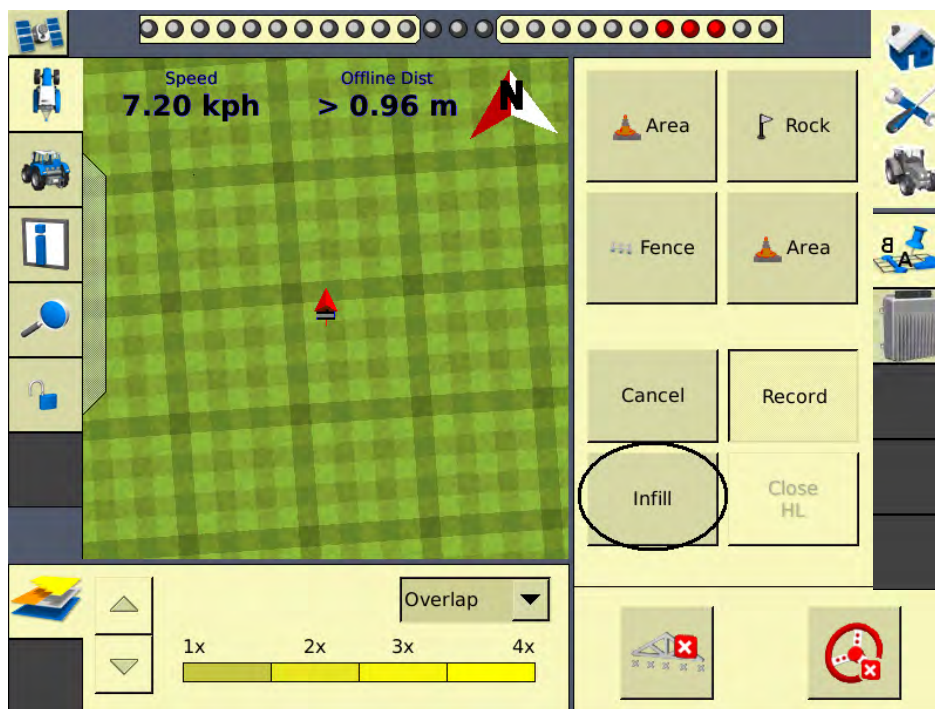 Speed
7.20 kph
Offline Dist
> 0.96 m
N
Area
Rock
Fence
Area
B
A
Cancel
Record
Infill
Close
HL
Overlap
1x 2x 3x 4x